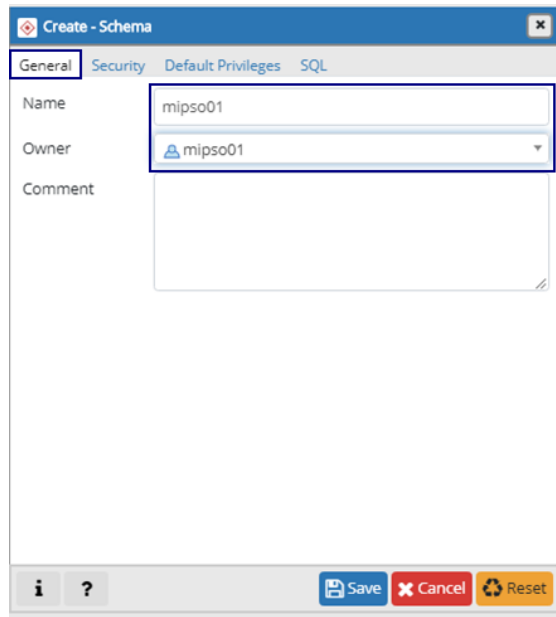 Create - Schema
General Security Default Privileges SQL
Name mipso01
Owner mipso01
Comment
i ? Save Cancel Reset